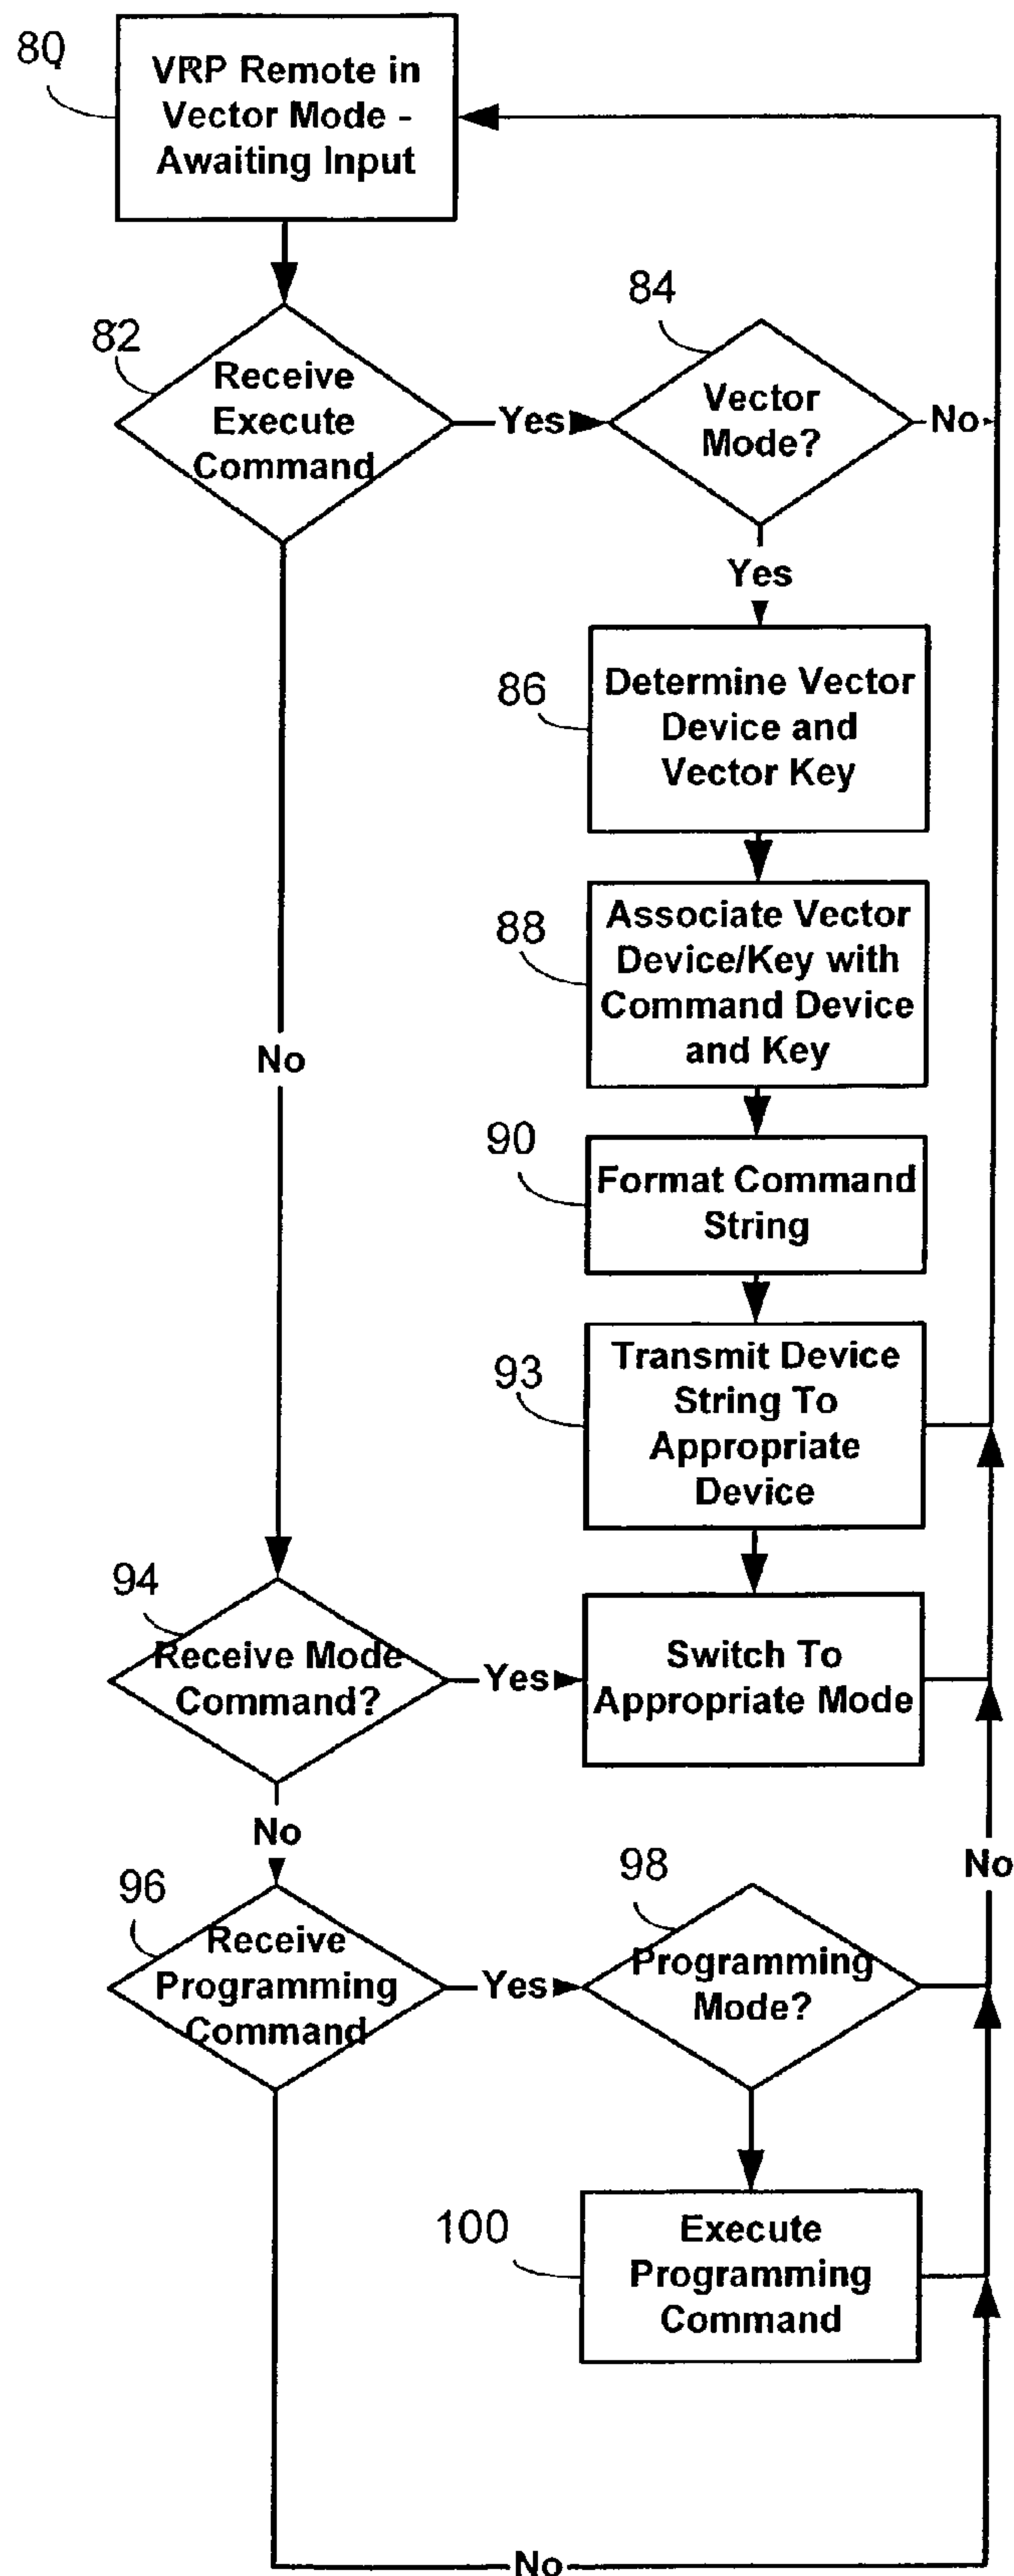 80
VRP Remote in
Vector Mode -
Awaiting Input
82
Receive
Execute
Command
Yes
84
Vector
Mode?
No
Yes
86
Determine Vector
Device and
Vector Key
88
Associate Vector
Device/Key with
Command Device
and Key
No
90
Format Command
String
93
Transmit Device
String To
Appropriate
Device
94
Receive Mode
Command?
Yes
Switch To
Appropriate Mode
No
No
96
Receive
Programming
Command
Yes
98
Programming
Mode?
100
Execute
Programming
Command
No